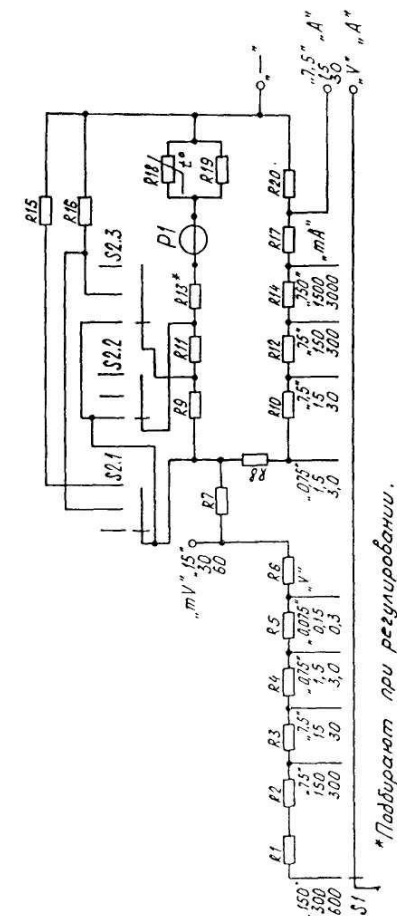 R15
R16
S2.1
S2.2
S2.3
R18
t°
R19
P1
R13*
R11
R9
R7
R8
„—"
R20
R17
R14
R12
R10
„mA"
„750"
1500
3000
„75"
150
300
„7,5"
15
30
„0,75"
1,5
3,0
„7,5" „A"
15
30
„V" „A"
„mV" „15"
30
60
R6
„V"
R5
„0,075"
0,15
0,3
R4
„0,75"
1,5
3,0
R3
„7,5"
15
30
R2
„75"
150
300
R1
„150"
300
600
S1
*Подбирают при регулировании.